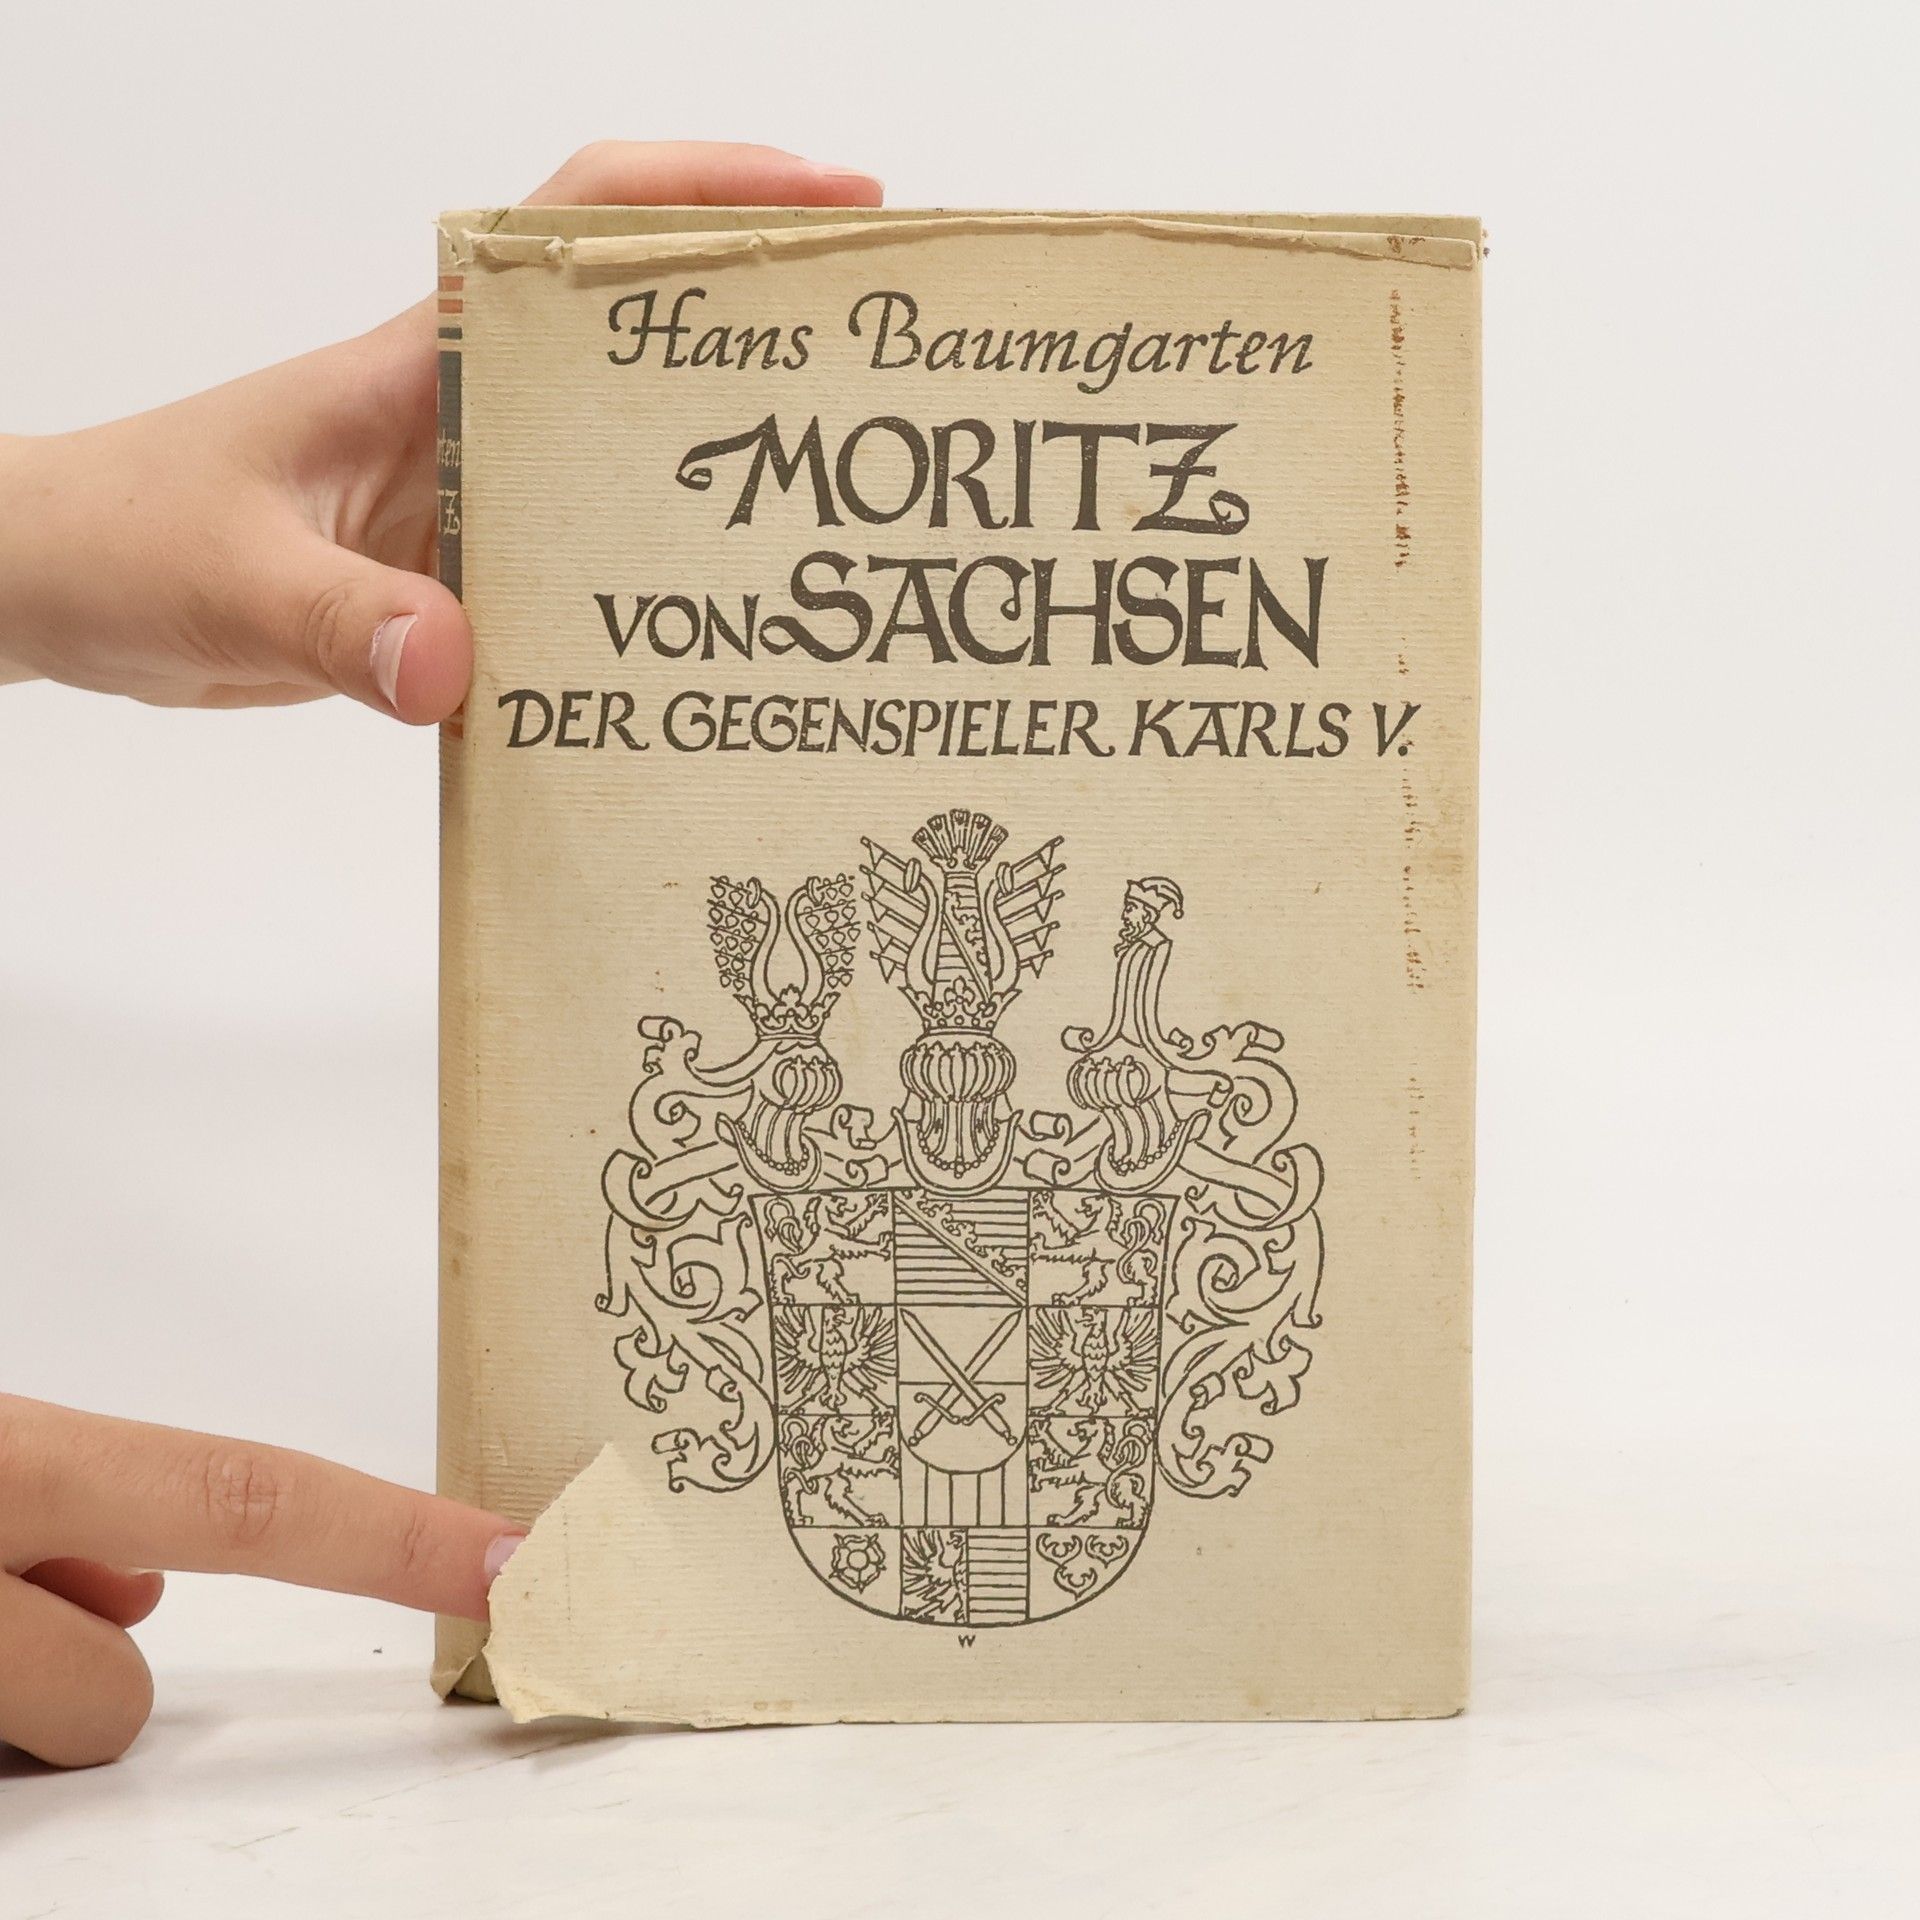 Hans Baumgarten
MORITZ
VON SACHSEN
DER GEGENSPIELER KARLS V.
W